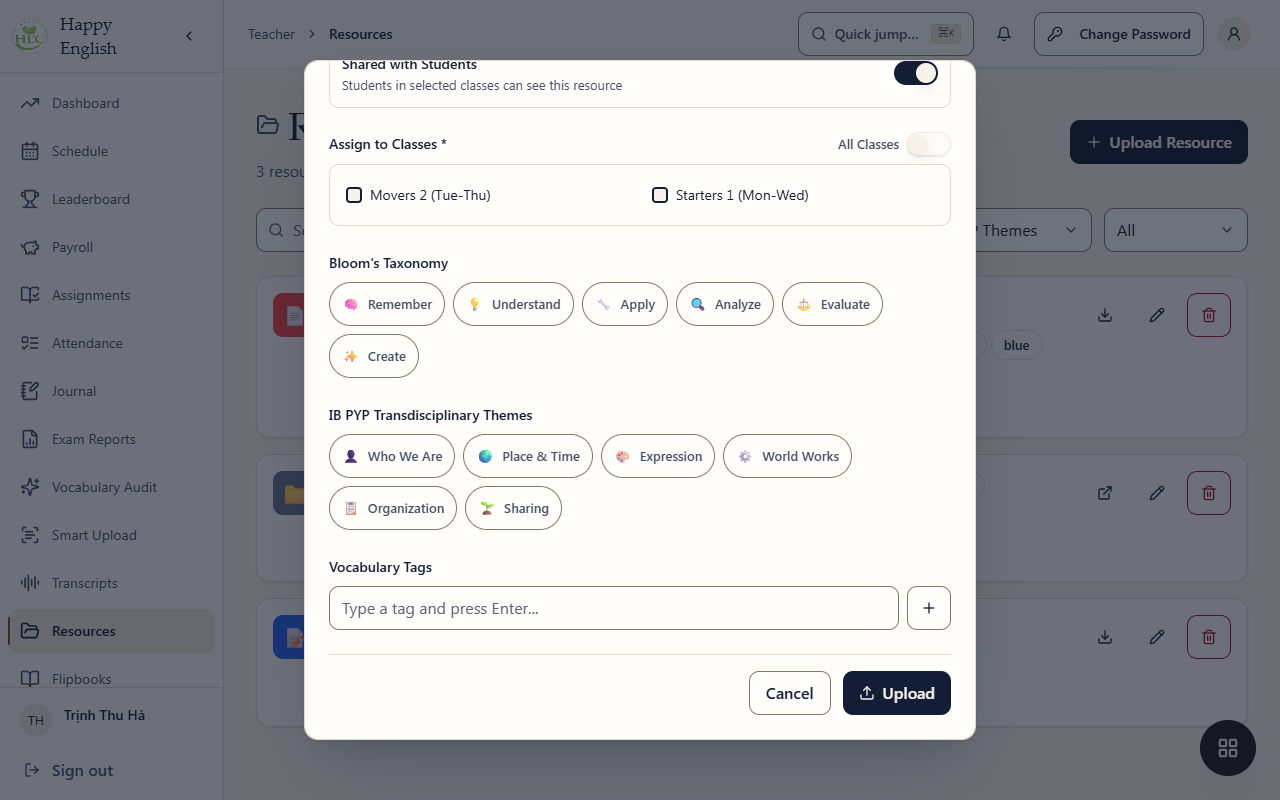 Happy
English
HEC
Teacher
Resources
Quick jump...
⌘K
Change Password
Dashboard
Schedule
Leaderboard
Payroll
Assignments
Attendance
Journal
Exam Reports
Vocabulary Audit
Smart Upload
Transcripts
Resources
Flipbooks
TH
Trịnh Thu Hà
Sign out
3
Upload Resource
Themes
All
blue
Shared with Students
Students in selected classes can see this resource
Assign to Classes *
All Classes
Movers 2 (Tue-Thu)
Starters 1 (Mon-Wed)
Bloom's Taxonomy
Remember
Understand
Apply
Analyze
Evaluate
Create
IB PYP Transdisciplinary Themes
Who We Are
Place & Time
Expression
World Works
Organization
Sharing
Vocabulary Tags
Type a tag and press Enter...
Cancel
Upload